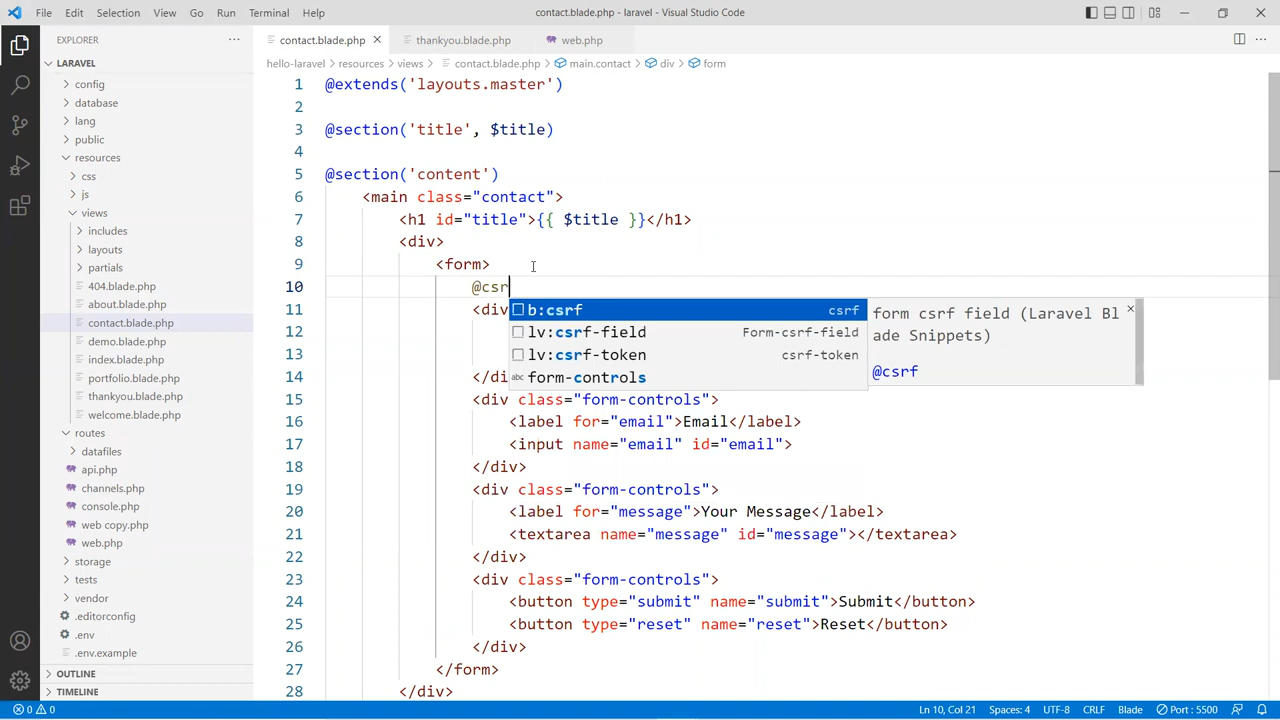 File Edit Selection View Go Run Terminal Help
contact.blade.php - laravel - Visual Studio Code
EXPLORER
LARAVEL
config
database
lang
public
resources
css
js
views
includes
layouts
partials
404.blade.php
about.blade.php
contact.blade.php
demo.blade.php
index.blade.php
portfolio.blade.php
thankyou.blade.php
welcome.blade.php
routes
datafiles
api.php
channels.php
console.php
web copy.php
web.php
storage
tests
vendor
.editorconfig
.env
.env.example
OUTLINE
TIMELINE
contact.blade.php thankyou.blade.php web.php
hello-laravel > resources > views > contact.blade.php > main.contact > div > form
1 @extends('layouts.master')
2
3 @section('title', $title)
4
5 @section('content')
6 <main class="contact">
7 <h1 id="title">{{ $title }}</h1>
8 <div>
9 <form>
10 @csr
11 <div
12
13
14 </di
15 <div class="form-controls">
16 <label for="email">Email</label>
17 <input name="email" id="email">
18 </div>
19 <div class="form-controls">
20 <label for="message">Your Message</label>
21 <textarea name="message" id="message"></textarea>
22 </div>
23 <div class="form-controls">
24 <button type="submit" name="submit">Submit</button>
25 <button type="reset" name="reset">Reset</button>
26 </div>
27 </form>
28 </div>
b:csrf csrf
lv:csrf-field Form-csrf-field
lv:csrf-token csrf-token
abc form-controls
form csrf field (Laravel Bl
ade Snippets)
@csrf
0 0 Ln 10, Col 21 Spaces: 4 UTF-8 CRLF Blade Port : 5500